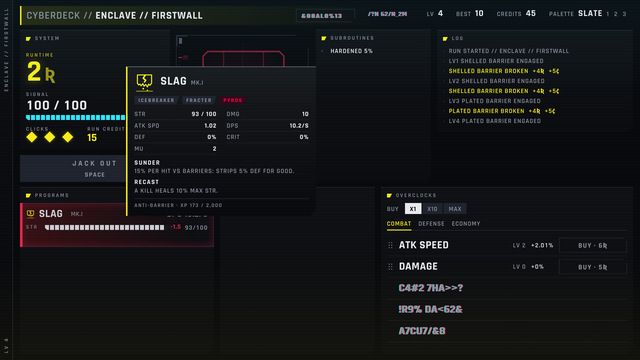 CYBERDECK // ENCLAVE // FIRSTWALL
LV 4
BEST 10
CREDITS 45
PALETTE SLATE 1 2 3
ENCLAVE // FIRSTWALL
LV 4
SYSTEM
RUNTIME
2
SIGNAL
100 / 100
CLICKS
RUN CREDITS
15
JACK OUT
SPACE
SLAG MK.I
ICEBREAKER FRACTER PYROS
STR 93 / 100 DMG 10
ATK SPD 1.02 DPS 10.2/S
DEF 0% CRIT 0%
MU 2
SUNDER
15% PER HIT VS BARRIERS: STRIPS 5% DEF FOR GOOD.
RECAST
A KILL HEALS 10% MAX STR.
ANTI-BARRIER · XP 173 / 2,000
SUBROUTINES
HARDENED 5%
LOG
RUN STARTED // ENCLAVE // FIRSTWALL
LV1 SHELLED BARRIER ENGAGED
SHELLED BARRIER BROKEN +4 +5¢
LV2 SHELLED BARRIER ENGAGED
SHELLED BARRIER BROKEN +4 +5¢
LV3 PLATED BARRIER ENGAGED
PLATED BARRIER BROKEN +4 +5¢
LV4 PLATED BARRIER ENGAGED
PROGRAMS
SLAG MK.I
STR -1.5 93/100
OVERCLOCKS
BUY X1 X10 MAX
COMBAT DEFENSE ECONOMY
ATK SPEED LV 2 +2.01% BUY · 6
DAMAGE LV 0 +0% BUY · 5
C4#2 7HA>>?
!R9% DA<62&
A7CU7/&8